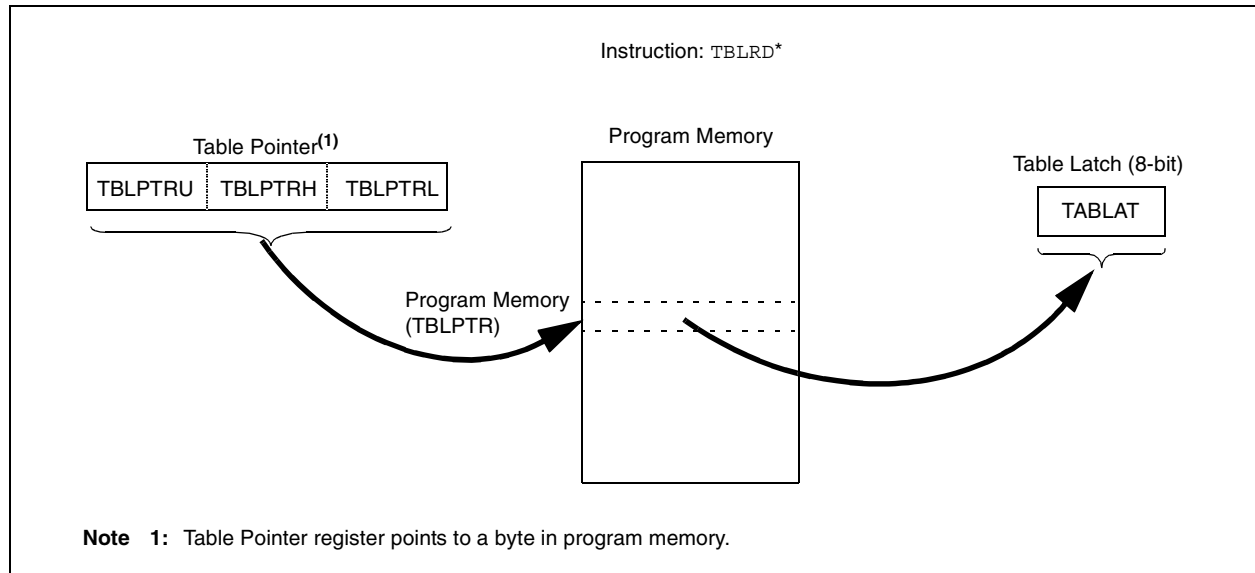 Instruction: TBLRD*
Table Pointer(1)
TBLPTRU TBLPTRH TBLPTRL
Program Memory
Table Latch (8-bit)
TABLAT
Program Memory
(TBLPTR)
Note 1: Table Pointer register points to a byte in program memory.